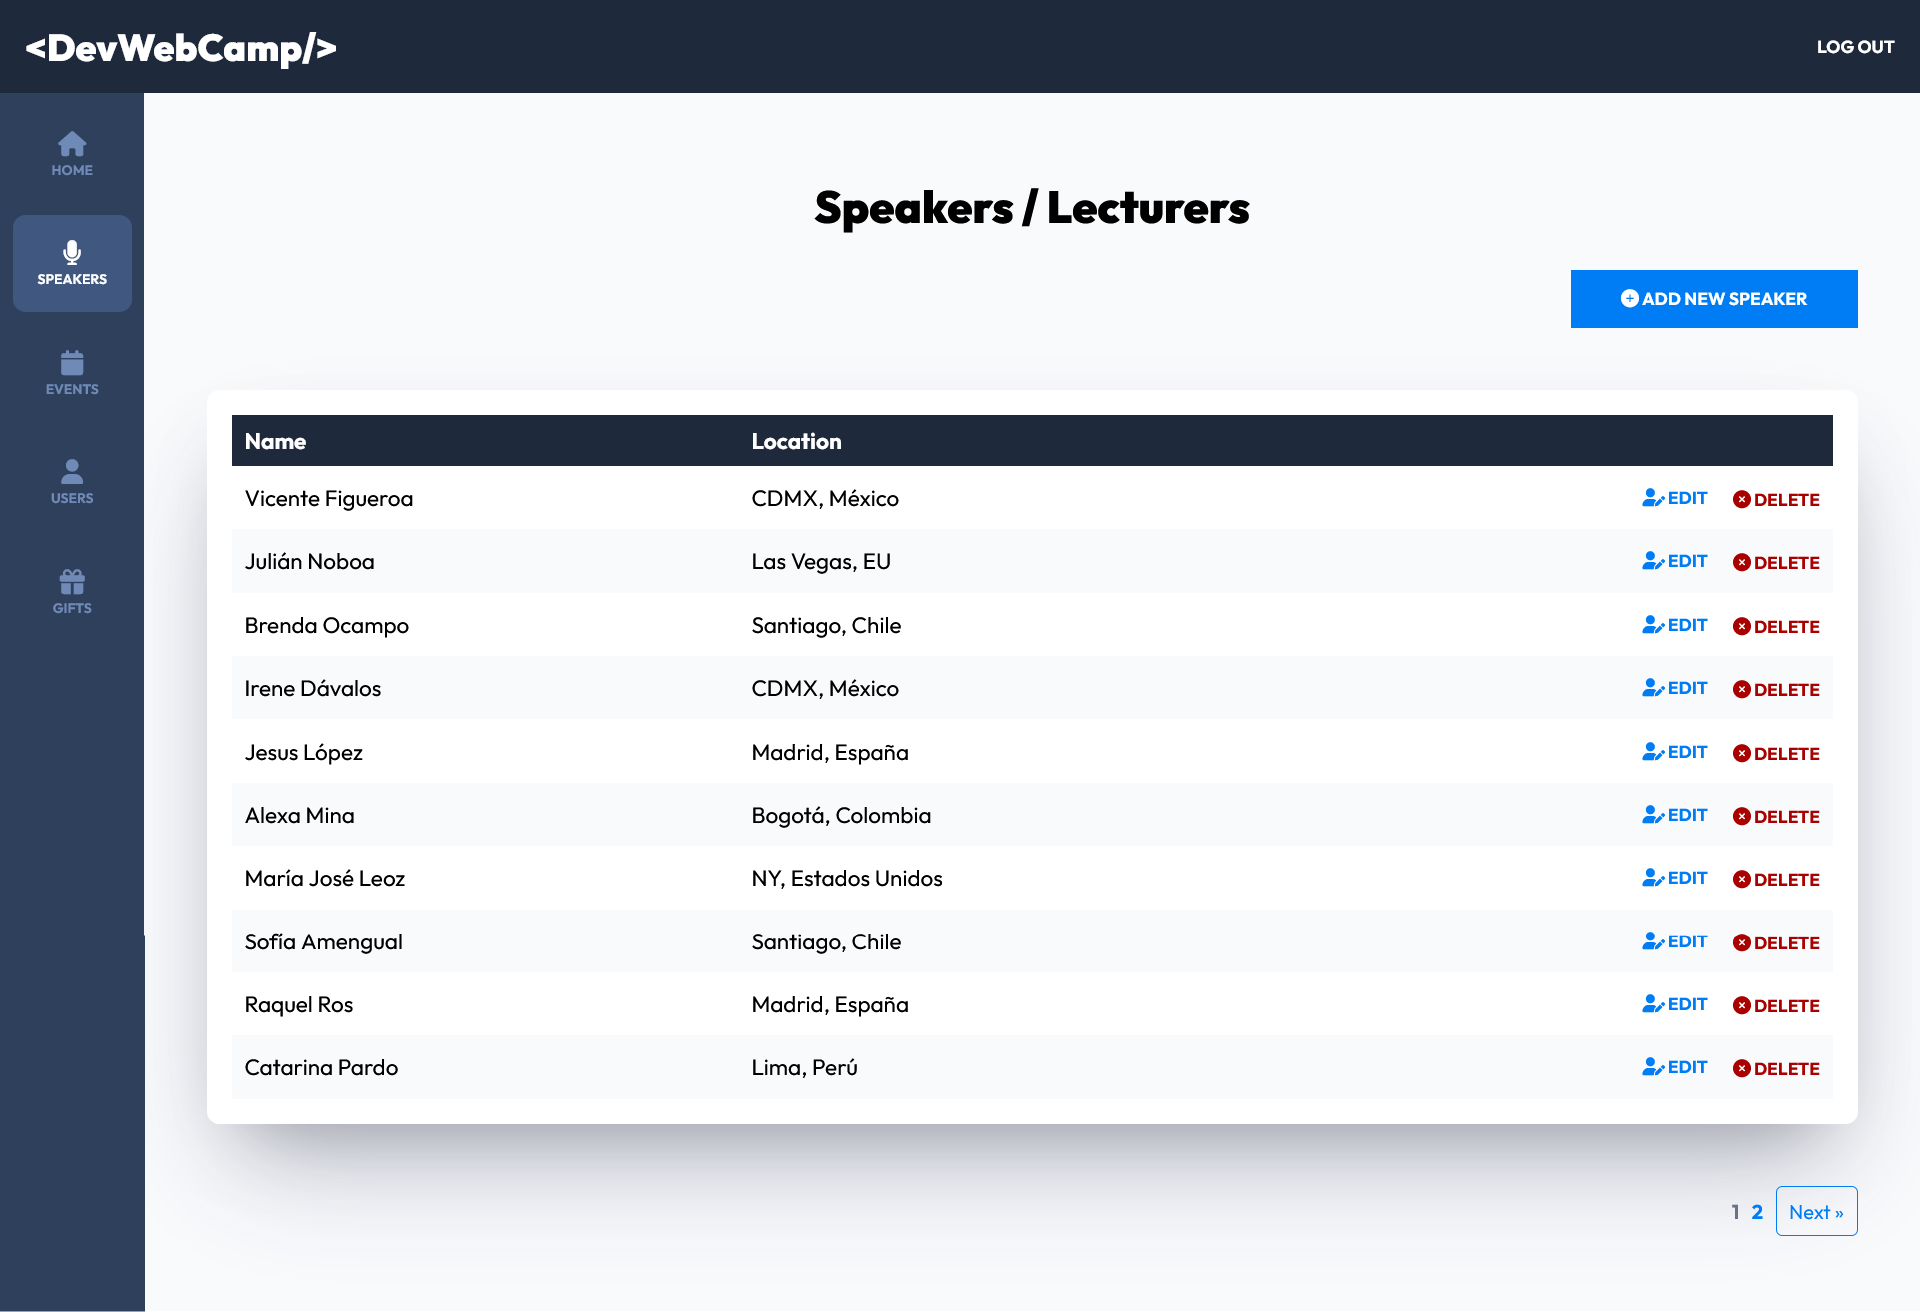 <DevWebCamp/>
LOG OUT
HOME
SPEAKERS
EVENTS
USERS
GIFTS
Speakers / Lecturers
ADD NEW SPEAKER
Name Location
Vicente Figueroa CDMX, México EDIT DELETE
Julián Noboa Las Vegas, EU EDIT DELETE
Brenda Ocampo Santiago, Chile EDIT DELETE
Irene Dávalos CDMX, México EDIT DELETE
Jesus López Madrid, España EDIT DELETE
Alexa Mina Bogotá, Colombia EDIT DELETE
María José Leoz NY, Estados Unidos EDIT DELETE
Sofía Amengual Santiago, Chile EDIT DELETE
Raquel Ros Madrid, España EDIT DELETE
Catarina Pardo Lima, Perú EDIT DELETE
1 2 Next »